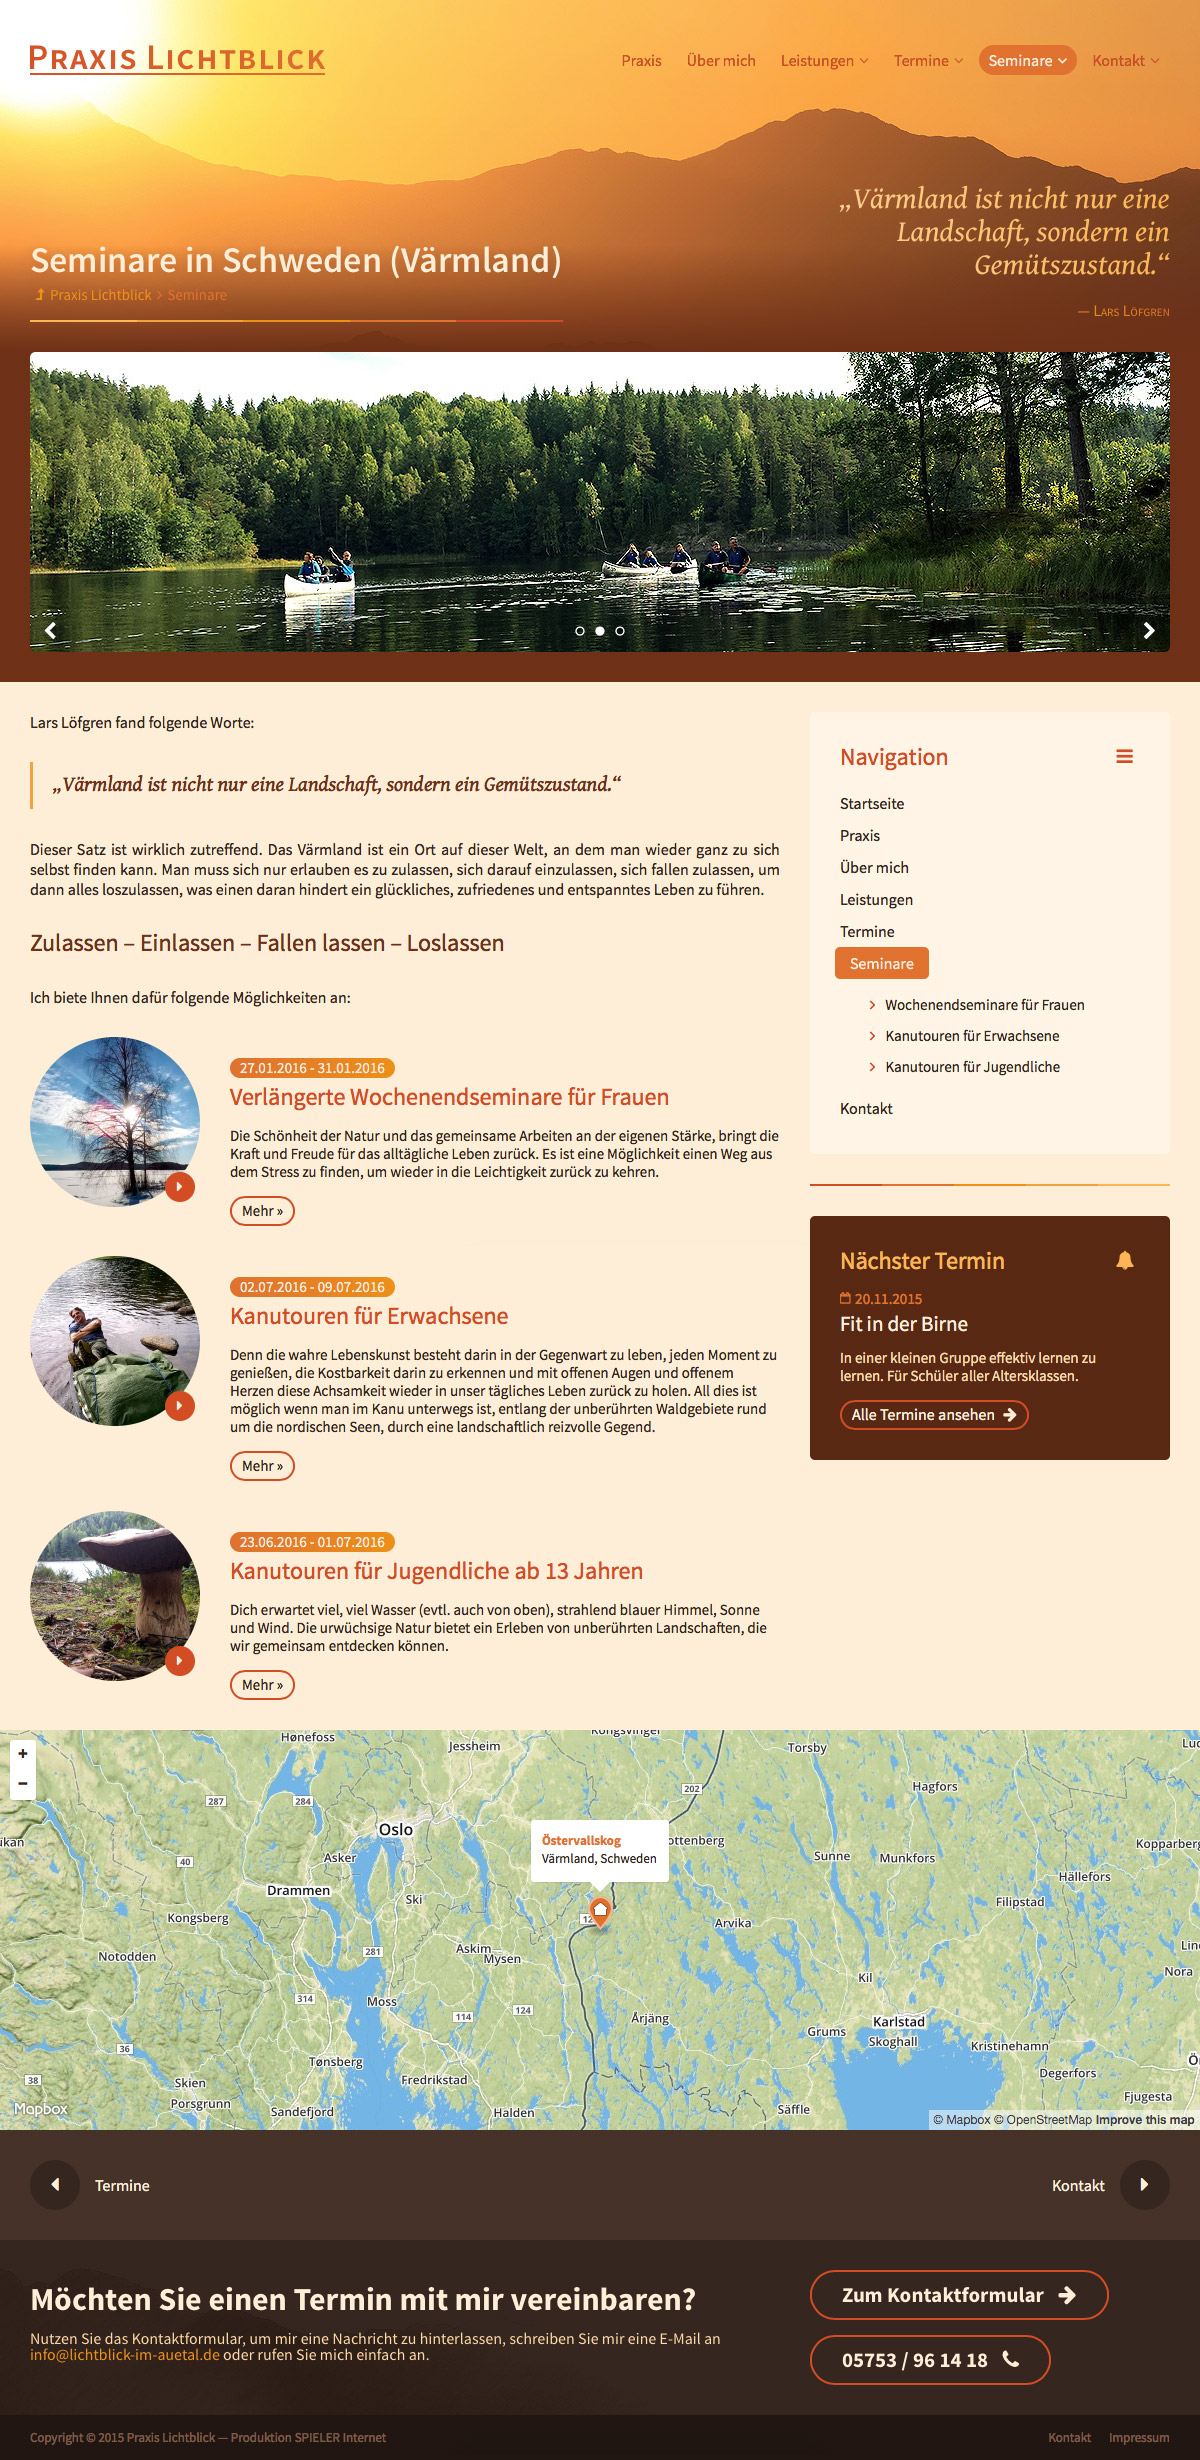 PRAXIS LICHTBLICK
Praxis Über mich Leistungen Termine Seminare Kontakt
„Värmland ist nicht nur eine
Landschaft, sondern ein
Gemützustand.“
— LARS LÖFGREN
Seminare in Schweden (Värmland)
Praxis Lichtblick > Seminare
Lars Löfgren fand folgende Worte:
„Värmland ist nicht nur eine Landschaft, sondern ein Gemützustand.“
Dieser Satz ist wirklich zutreffend. Das Värmland ist ein Ort auf dieser Welt, an dem man wieder ganz zu sich
selbst finden kann. Man muss sich nur erlauben es zu zulassen, sich darauf einzulassen, sich fallen zulassen, um
dann alles loszulassen, was einen daran hindert ein glückliches, zufriedenes und entspanntes Leben zu führen.
Zulassen – Einlassen – Fallen lassen – Loslassen
Ich biete Ihnen dafür folgende Möglichkeiten an:
27.01.2016 - 31.01.2016
Verlängerte Wochenendseminare für Frauen
Die Schönheit der Natur und das gemeinsame Arbeiten an der eigenen Stärke, bringt die
Kraft und Freude für das alltägliche Leben zurück. Es ist eine Möglichkeit einen Weg aus
dem Stress zu finden, um wieder in die Leichtigkeit zurück zu kehren.
Mehr »
02.07.2016 - 09.07.2016
Kanutouren für Erwachsene
Denn die wahre Lebenskunst besteht darin in der Gegenwart zu leben, jeden Moment zu
genießen, die Kostbarkeit darin zu erkennen und mit offenen Augen und offenem
Herzen diese Achsamkeit wieder in unser tägliches Leben zurück zu holen. All dies ist
möglich wenn man im Kanu unterwegs ist, entlang der unberührten Waldgebiete rund
um die nordischen Seen, durch eine landschaftlich reizvolle Gegend.
Mehr »
23.06.2016 - 01.07.2016
Kanutouren für Jugendliche ab 13 Jahren
Dich erwartet viel, viel Wasser (evtl. auch von oben), strahlend blauer Himmel, Sonne
und Wind. Die urwüchsige Natur bietet ein Erleben von unberührten Landschaften, die
wir gemeinsam entdecken können.
Mehr »
Navigation
Startseite
Praxis
Über mich
Leistungen
Termine
Seminare
> Wochenendseminare für Frauen
> Kanutouren für Erwachsene
> Kanutouren für Jugendliche
Kontakt
Nächster Termin
20.11.2015
Fit in der Birne
In einer kleinen Gruppe effektiv lernen zu
lernen. Für Schüler aller Altersklassen.
Alle Termine ansehen
Kongsvinger
Hønefoss
Jessheim
Torsby
+
−
202
Hagfors
287
284
Oslo
Östervallskog
Värmland, Schweden
ottenberg
ukan
Kopparberg
Asker
Sunne
Munkfors
40
Drammen
Hällefors
Ski
Filipstad
Kongsberg
Arvika
Notodden
281
Askim
Mysen
Lin
Nora
Kil
314
Moss
124
114
Årjäng
Karlstad
Grums
Skoghall
Kristinehamn
36
Tønsberg
Degerfors
38
Skien
Fredrikstad
Fjugesta
Porsgrunn
Sandefjord
Halden
Säffle
Mapbox
© Mapbox © OpenStreetMap Improve this map
Termine
Kontakt
Möchten Sie einen Termin mit mir vereinbaren?
Nutzen Sie das Kontaktformular, um mir eine Nachricht zu hinterlassen, schreiben Sie mir eine E-Mail an
info@lichtblick-im-auetal.de oder rufen Sie mich einfach an.
Zum Kontaktformular
05753 / 96 14 18
Copyright © 2015 Praxis Lichtblick — Produktion SPIELER Internet
Kontakt Impressum